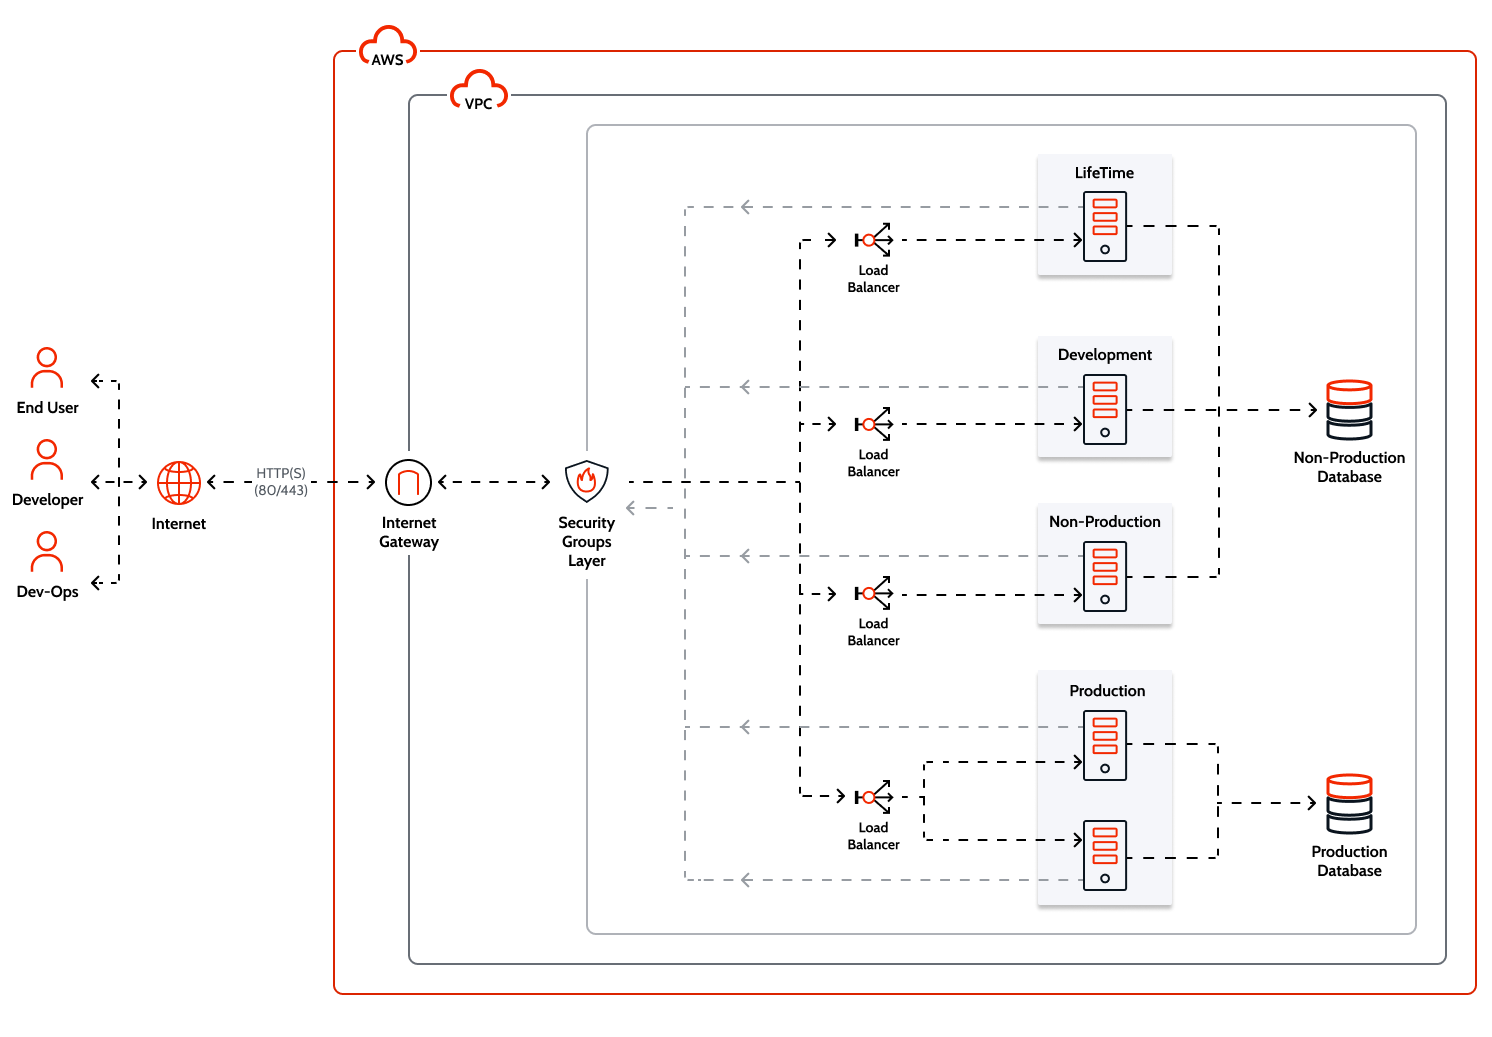 AWS
VPC
LifeTime
Load
Balancer
Development
Load
Balancer
End User
Developer
Dev-Ops
Internet
HTTP(S)
(80/443)
Internet
Gateway
Security
Groups
Layer
Non-Production
Database
Non-Production
Load
Balancer
Production
Load
Balancer
Production
Database